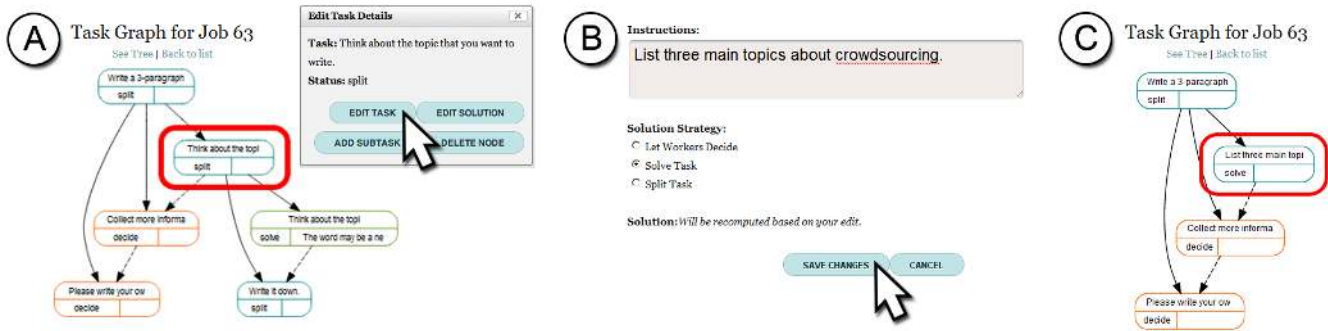 A
Task Graph for Job 63
See Tree | Back to list
Write a 3-paragraph
split
Think about the topi
split
Collect more informa
decide
Think about the topi
solve The word may be a ne
Please write your ow
decide
Write it down.
split
Edit Task Details
x
Task: Think about the topic that you want to
write.
Status: split
EDIT TASK EDIT SOLUTION
ADD SUBTASK DELETE NODE
B
Instructions:
List three main topics about crowdsourcing.
Solution Strategy:
Let Workers Decide
Solve Task
Split Task
Solution: Will be recomputed based on your edit.
SAVE CHANGES CANCEL
C
Task Graph for Job 63
See Tree | Back to list
Write a 3-paragraph
split
List three main topi
solve
Collect more informa
decide
Please write your ow
decide